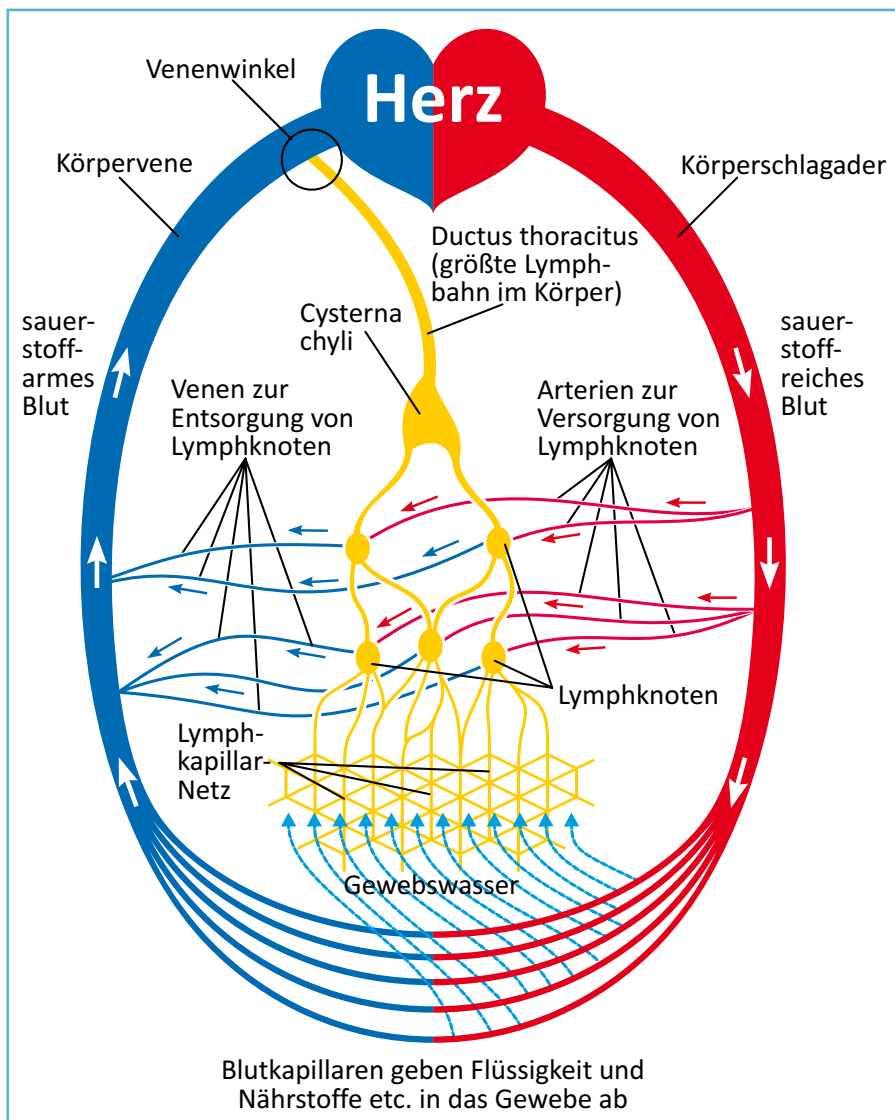 Herz
Venenwinkel
Körpervene
Körperschlagader
Ductus thoracitus
(größte Lymph-
bahn im Körper)
Cysterna
chyli
sauer-
stoff-
armes
Blut
sauer-
stoff-
reiches
Blut
Venen zur
Entsorgung von
Lymphknoten
Arterien zur
Versorgung von
Lymphknoten
Lymphknoten
Lymph-
kapillar-
Netz
Gewebswasser
Blutkapillaren geben Flüssigkeit und
Nährstoffe etc. in das Gewebe ab